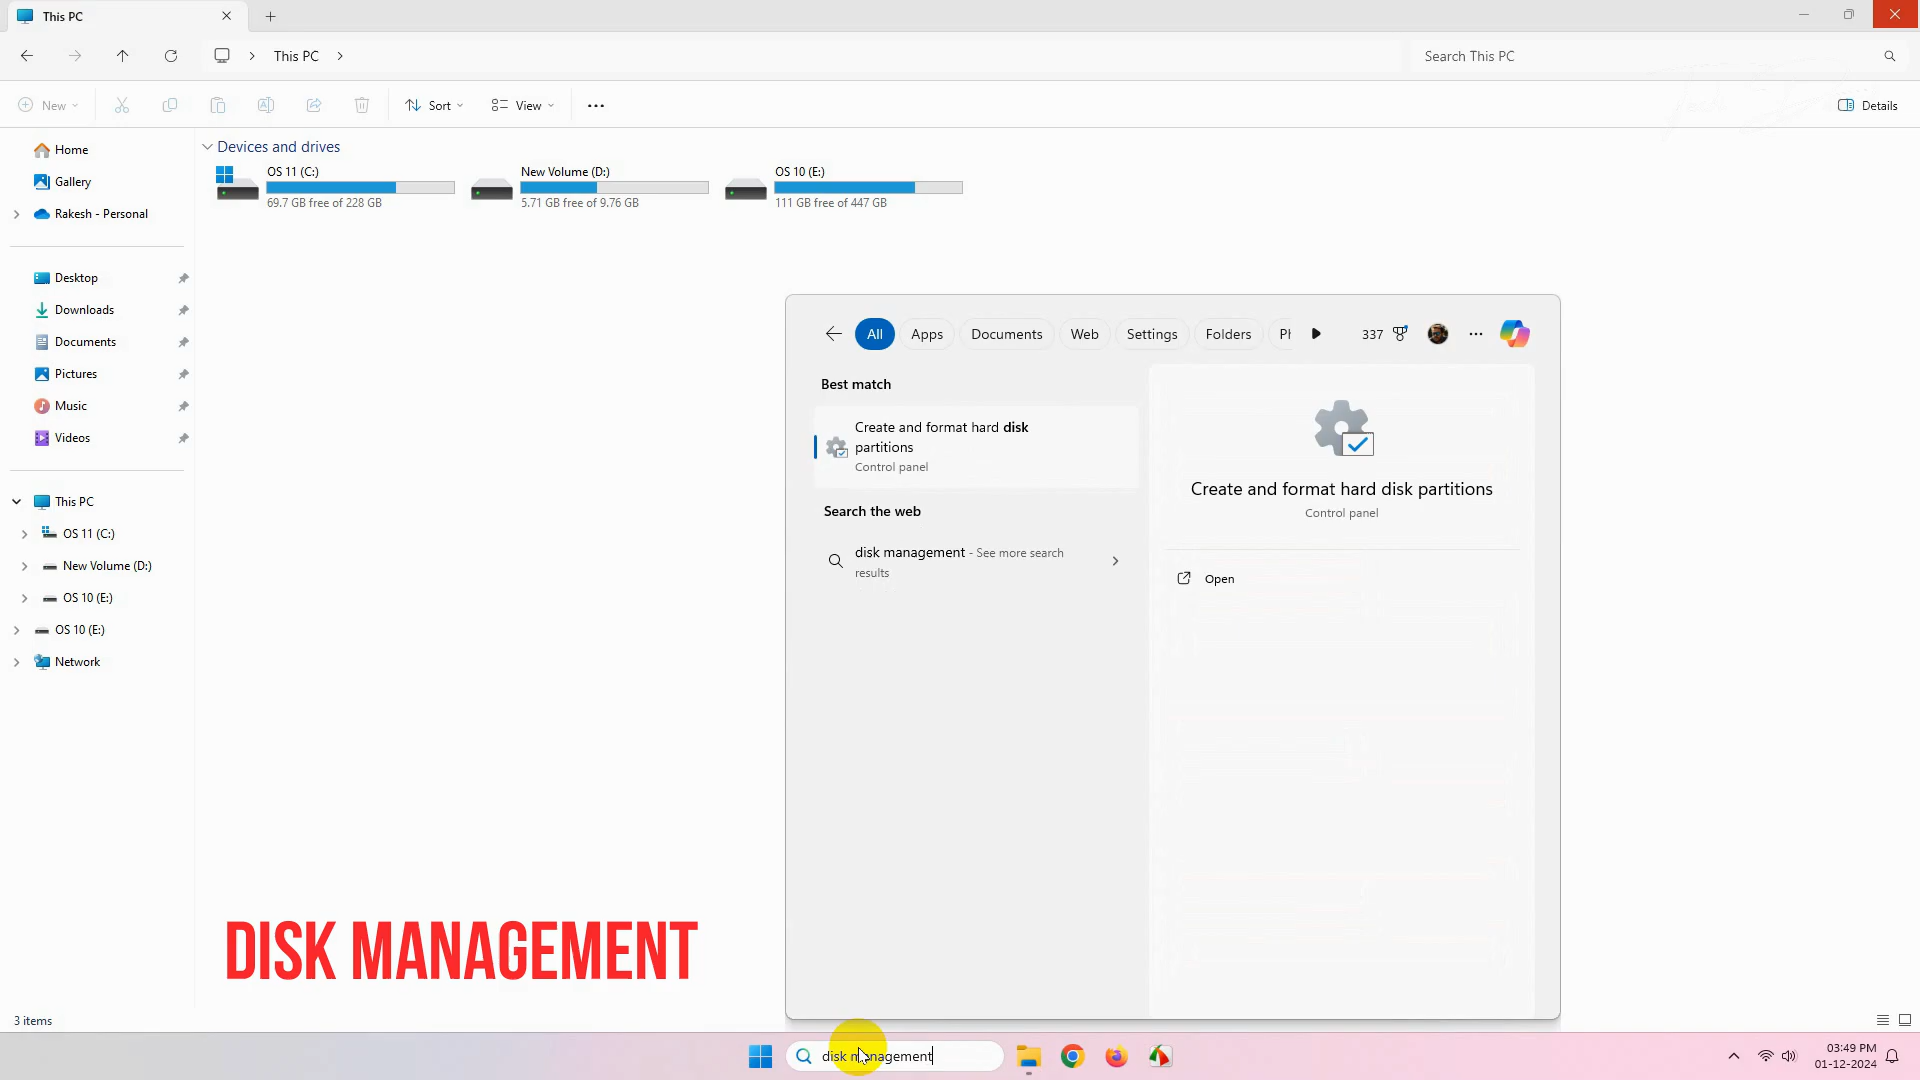 This PC
This PC
Search This PC
New
Sort
View
Details
Home
Gallery
Rakesh - Personal
Desktop
Downloads
Documents
Pictures
Music
Videos
This PC
OS 11 (C:)
New Volume (D:)
OS 10 (E:)
OS 10 (E:)
Network
Devices and drives
OS 11 (C:)
69.7 GB free of 228 GB
New Volume (D:)
5.71 GB free of 9.76 GB
OS 10 (E:)
111 GB free of 447 GB
All
Apps
Documents
Web
Settings
Folders
337
Best match
Create and format hard disk
partitions
Control panel
Search the web
disk management - See more search
results
Create and format hard disk partitions
Control panel
Open
DISK MANAGEMENT
3 items
disk management
03:49 PM
01-12-2024